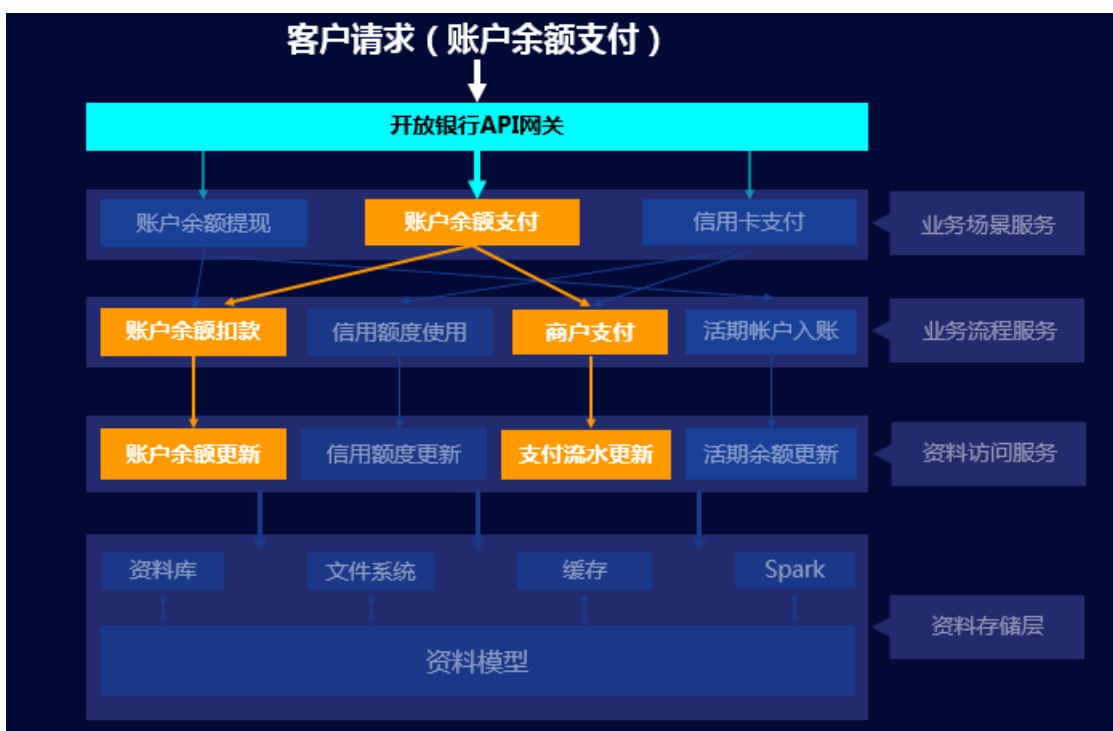 客户请求（账户余额支付）
开放银行API网关
账户余额提现
账户余额支付
信用卡支付
业务场景服务
账户余额扣款
信用额度使用
商户支付
活期帐户入账
业务流程服务
账户余额更新
信用额度更新
支付流水更新
活期余额更新
资料访问服务
资料库
文件系统
缓存
Spark
资料存储层
资料模型